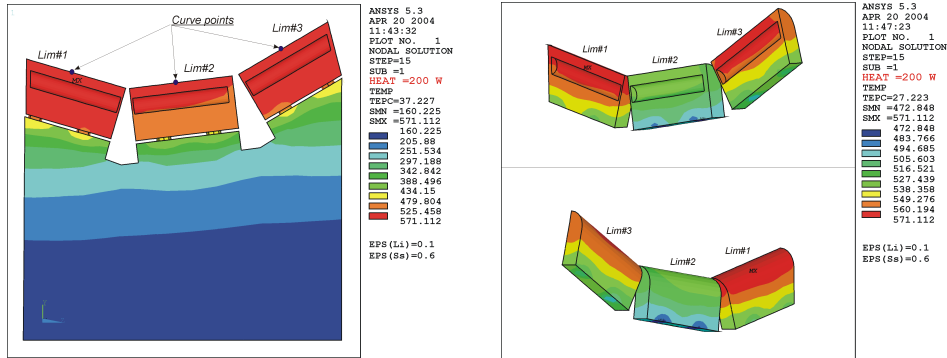 Curve points
Lim#1
Lim#2
Lim#3
MX
ANSYS 5.3
APR 20 2004
11:43:32
PLOT NO. 1
NODAL SOLUTION
STEP=15
SUB =1
HEAT =200 W
TEMP
TEPC=37.227
SMN =160.225
SMX =571.112
160.225
205.88
251.534
297.188
342.842
388.496
434.15
479.804
525.458
571.112
EPS(Li)=0.1
EPS(Ss)=0.6
Lim#1
Lim#2
Lim#3
MX
Lim#3
Lim#2
Lim#1
MX
ANSYS 5.3
APR 20 2004
11:47:23
PLOT NO. 1
NODAL SOLUTION
STEP=15
SUB =1
HEAT =200 W
TEMP
TEPC=27.223
SMN =472.848
SMX =571.112
472.848
483.766
494.685
505.603
516.521
527.439
538.358
549.276
560.194
571.112
EPS(Li)=0.1
EPS(Ss)=0.6